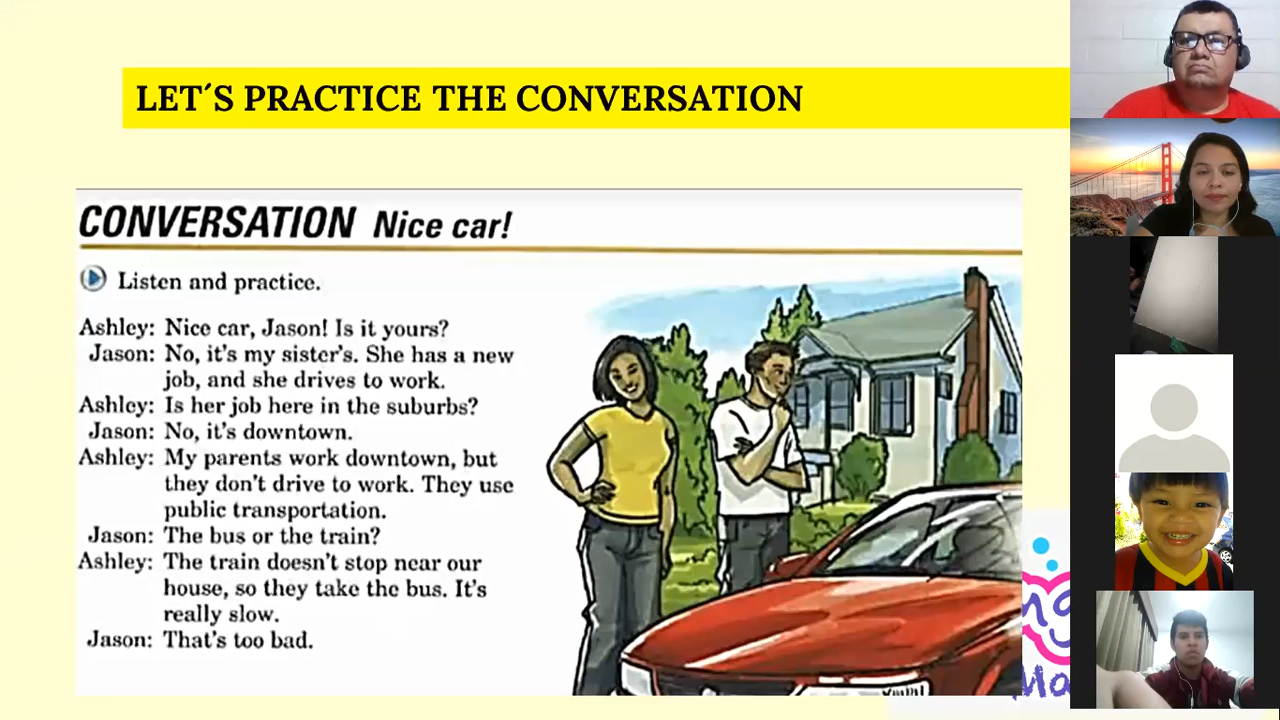 LET´S PRACTICE THE CONVERSATION
CONVERSATION Nice car!
Listen and practice.
Ashley: Nice car, Jason! Is it yours?
Jason: No, it's my sister's. She has a new
job, and she drives to work.
Ashley: Is her job here in the suburbs?
Jason: No, it's downtown.
Ashley: My parents work downtown, but
they don't drive to work. They use
public transportation.
Jason: The bus or the train?
Ashley: The train doesn't stop near our
house, so they take the bus. It's
really slow.
Jason: That's too bad.